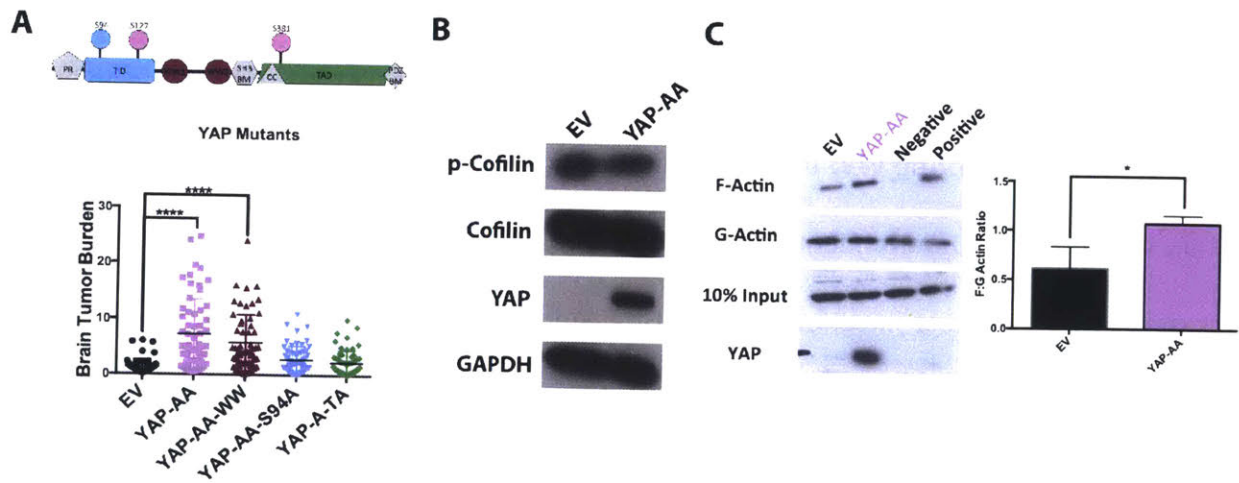 A
S94
S127
S381
PR
CC
TAD
BM
BM
YAP Mutants
****
****
Brain Tumor Burden
30
20
10
0
EV
YAP-AA
YAP-AA-WW
YAP-AA-S94A
YAP-A-TA
B
EV
YAP-AA
p-Cofilin
Cofilin
YAP
GAPDH
C
EV
YAP-AA
Negative
Positive
F-Actin
G-Actin
10% Input
YAP
F:G Actin Ratio
1.5
1.0
0.5
0.0
*
EV
YAP-AA